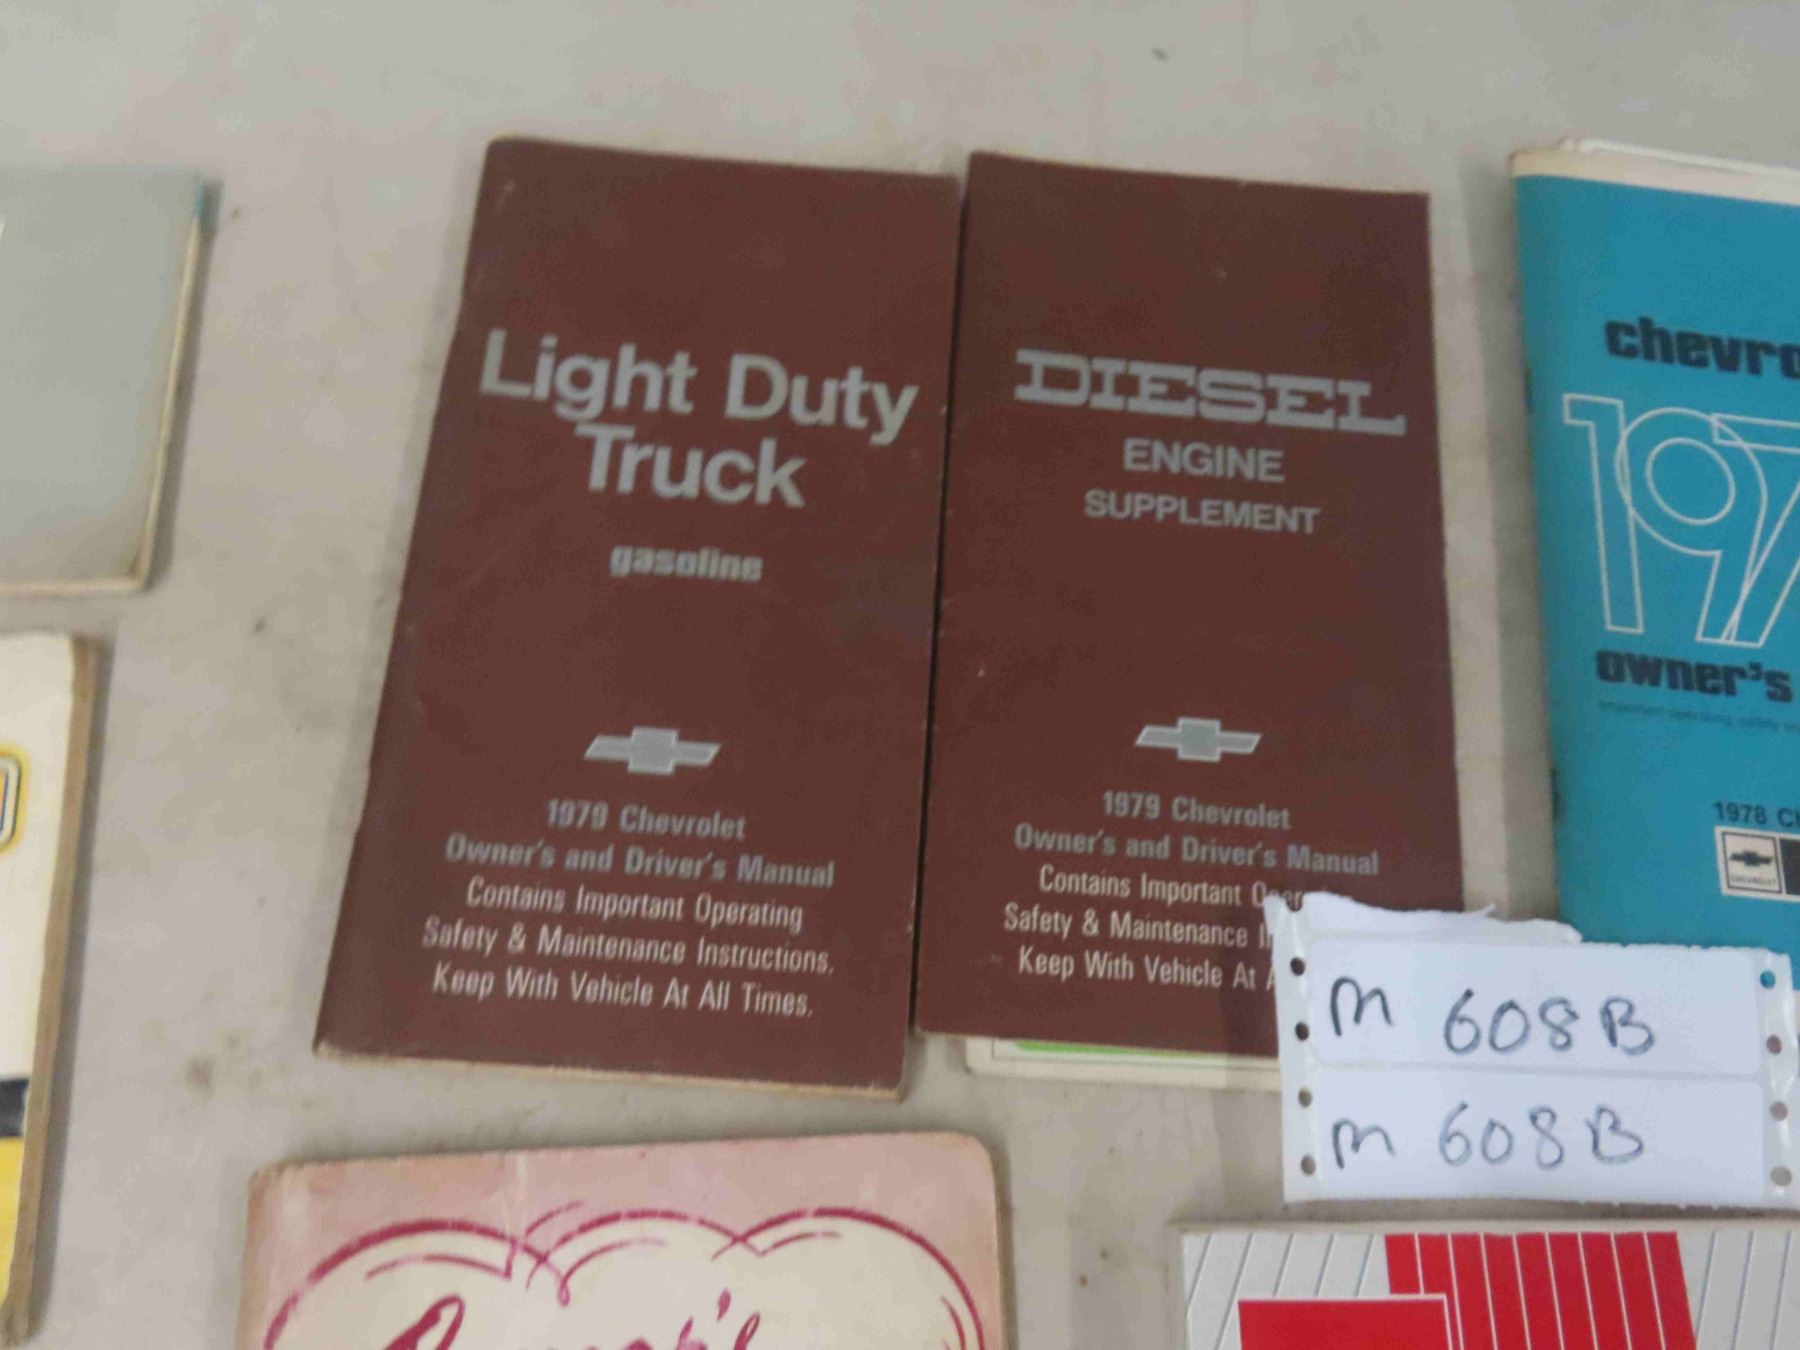 Light Duty
Truck
gasoline
1979 Chevrolet
Owner's and Driver's Manual
Contains Important Operating
Safety & Maintenance Instructions.
Keep With Vehicle At All Times.
DIESEL
ENGINE
SUPPLEMENT
1979 Chevrolet
Owner's and Driver's Manual
Contains Important
Safety & Maintenance
Keep With Vehicle At
chevro
197
owner's
1978
CHEVROLET
m 608B
m 608B